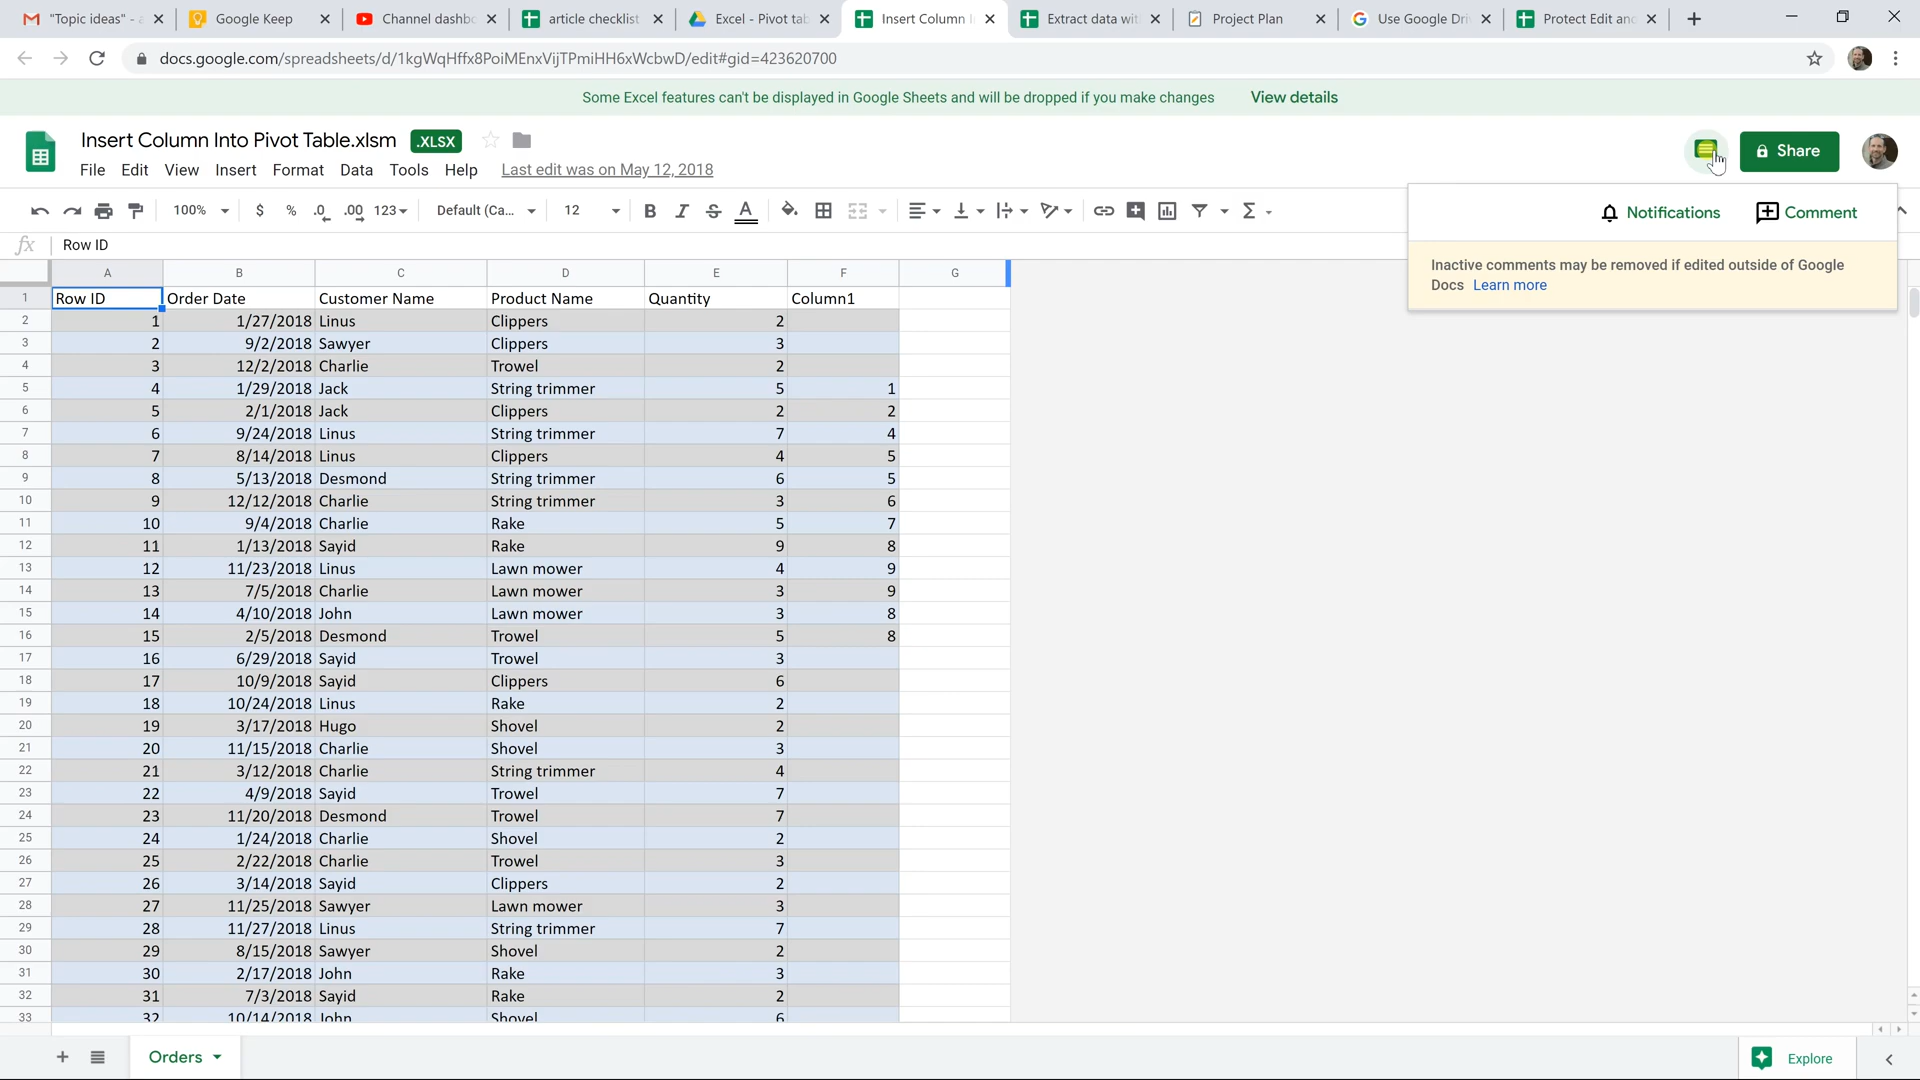 "Topic ideas" - a
Google Keep
Channel dashbo
article checklist
Excel - Pivot tab
Insert Column I
Extract data wit
Project Plan
Use Google Dri
Protect Edit and
docs.google.com/spreadsheets/d/1kgWqHffx8PoiMEnxVijTPmiHH6xWcbwD/edit#gid=423620700
Some Excel features can't be displayed in Google Sheets and will be dropped if you make changes View details
Insert Column Into Pivot Table.xlsm .XLSX
Share
File Edit View Insert Format Data Tools Help Last edit was on May 12, 2018
100% $ % .0 .00 123 Default (Ca... 12 B I S A Σ
Notifications Comment
fx Row ID
Inactive comments may be removed if edited outside of Google
Docs Learn more
A B C D E F G
1 Row ID Order Date Customer Name Product Name Quantity Column1
2 1 1/27/2018 Linus Clippers 2
3 2 9/2/2018 Sawyer Clippers 3
4 3 12/2/2018 Charlie Trowel 2
5 4 1/29/2018 Jack String trimmer 5 1
6 5 2/1/2018 Jack Clippers 2 2
7 6 9/24/2018 Linus String trimmer 7 4
8 7 8/14/2018 Linus Clippers 4 5
9 8 5/13/2018 Desmond String trimmer 6 5
10 9 12/12/2018 Charlie String trimmer 3 6
11 10 9/4/2018 Charlie Rake 5 7
12 11 1/13/2018 Sayid Rake 9 8
13 12 11/23/2018 Linus Lawn mower 4 9
14 13 7/5/2018 Charlie Lawn mower 3 9
15 14 4/10/2018 John Lawn mower 3 8
16 15 2/5/2018 Desmond Trowel 5 8
17 16 6/29/2018 Sayid Trowel 3
18 17 10/9/2018 Sayid Clippers 6
19 18 10/24/2018 Linus Rake 2
20 19 3/17/2018 Hugo Shovel 2
21 20 11/15/2018 Charlie Shovel 3
22 21 3/12/2018 Charlie String trimmer 4
23 22 4/9/2018 Sayid Trowel 7
24 23 11/20/2018 Desmond Trowel 7
25 24 1/24/2018 Charlie Shovel 2
26 25 2/22/2018 Charlie Trowel 3
27 26 3/14/2018 Sayid Clippers 2
28 27 11/25/2018 Sawyer Lawn mower 3
29 28 11/27/2018 Linus String trimmer 7
30 29 8/15/2018 Sawyer Shovel 2
31 30 2/17/2018 John Rake 3
32 31 7/3/2018 Sayid Rake 2
33 32 10/14/2018 John Shovel 6
Orders
Explore